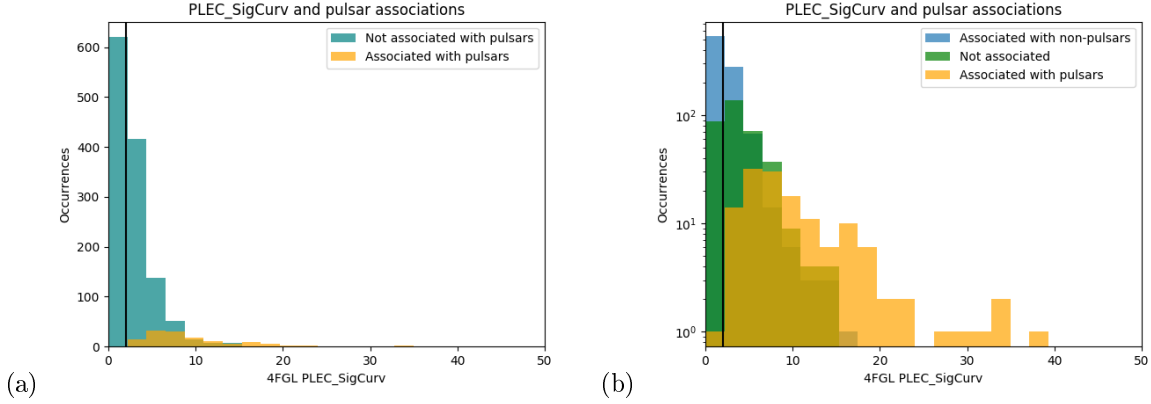 PLEC_SigCurv and pulsar associations
Not associated with pulsars
Associated with pulsars
600
500
400
300
200
100
0
Occurrences
0 10 20 30 40 50
4FGL PLEC_SigCurv
(a)
PLEC_SigCurv and pulsar associations
Associated with non-pulsars
Not associated
Associated with pulsars
10²
10¹
10⁰
Occurrences
0 10 20 30 40 50
4FGL PLEC_SigCurv
(b)